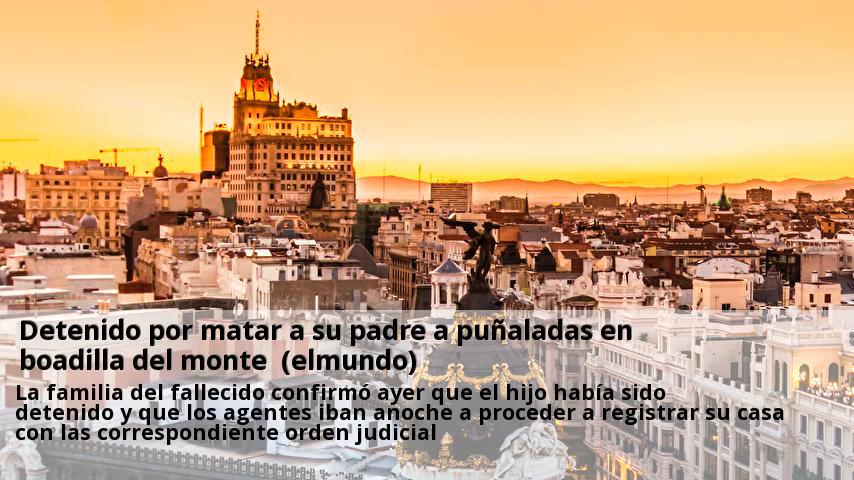 Detenido por matar a su padre a puñaladas en
boadilla del monte (elmundo)
La familia del fallecido confirmó ayer que el hijo había sido
detenido y que los agentes iban anoche a proceder a registrar su casa
con las correspondiente orden judicial